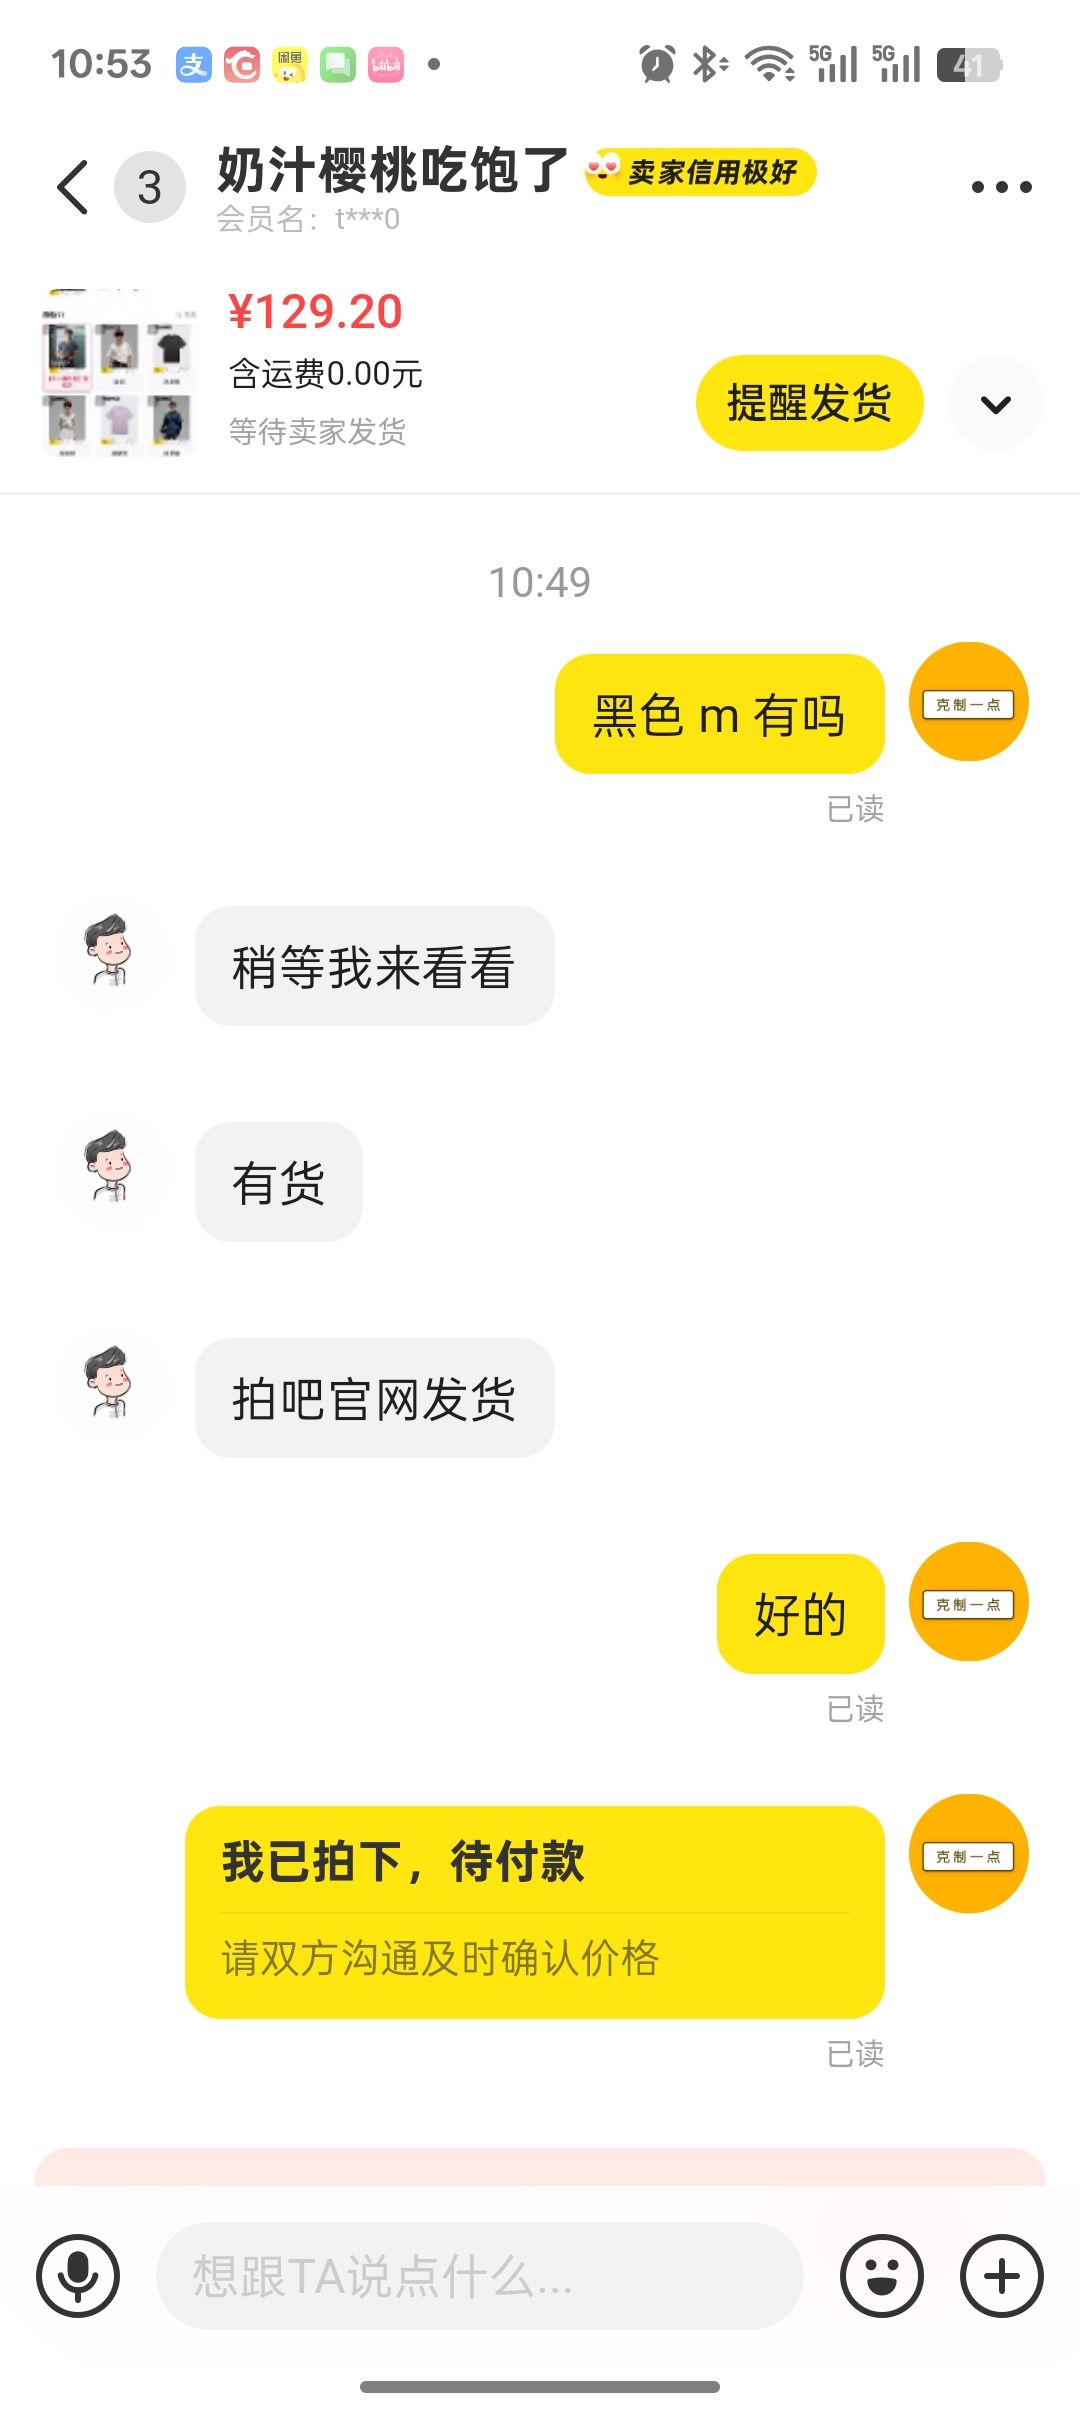 10:53
支
闲鱼
bilibili
5G
5G
41
3
奶汁樱桃吃饱了
卖家信用极好
会员名：t***0
¥129.20
含运费0.00元
等待卖家发货
提醒发货
10:49
黑色 m 有吗
克制一点
已读
稍等我来看看
有货
拍吧官网发货
好的
克制一点
已读
我已拍下，待付款
请双方沟通及时确认价格
克制一点
已读
想跟TA说点什么...